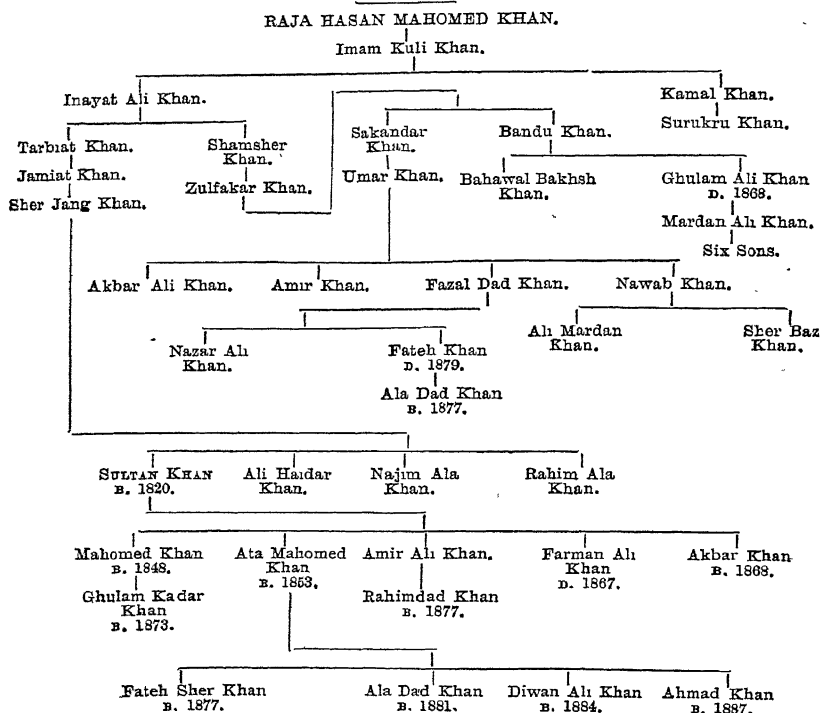 RAJA HASAN MAHOMED KHAN.
Imam Kuli Khan.
Inayat Ali Khan.
Kamal Khan.
Surukru Khan.
Tarbiat Khan.
Jamiat Khan.
Sher Jang Khan.
Shamsher
Khan.
Zulfakar Khan.
Sakandar
Khan.
Umar Khan.
Bandu Khan.
Bahawal Bakhsh
Khan.
Ghulam Ali Khan
D. 1868.
Mardan Ali Khan.
Six Sons.
Akbar Ali Khan.
Amir Khan.
Fazal Dad Khan.
Nawab Khan.
Nazar Ali
Khan.
Fateh Khan
D. 1879.
Ala Dad Khan
B. 1877.
Ali Mardan
Khan.
Sher Baz
Khan.
SULTAN KHAN
B. 1820.
Ali Haidar
Khan.
Najim Ala
Khan.
Rahim Ala
Khan.
Mahomed Khan
B. 1848.
Ghulam Kadar
Khan
B. 1873.
Ata Mahomed
Khan
B. 1853.
Amir Ali Khan.
Rahimdad Khan
B. 1877.
Farman Ali
Khan
D. 1867.
Akbar Khan
B. 1868.
Fateh Sher Khan
B. 1877.
Ala Dad Khan
B. 1881.
Diwan Ali Khan
B. 1884.
Ahmad Khan
B. 1887.